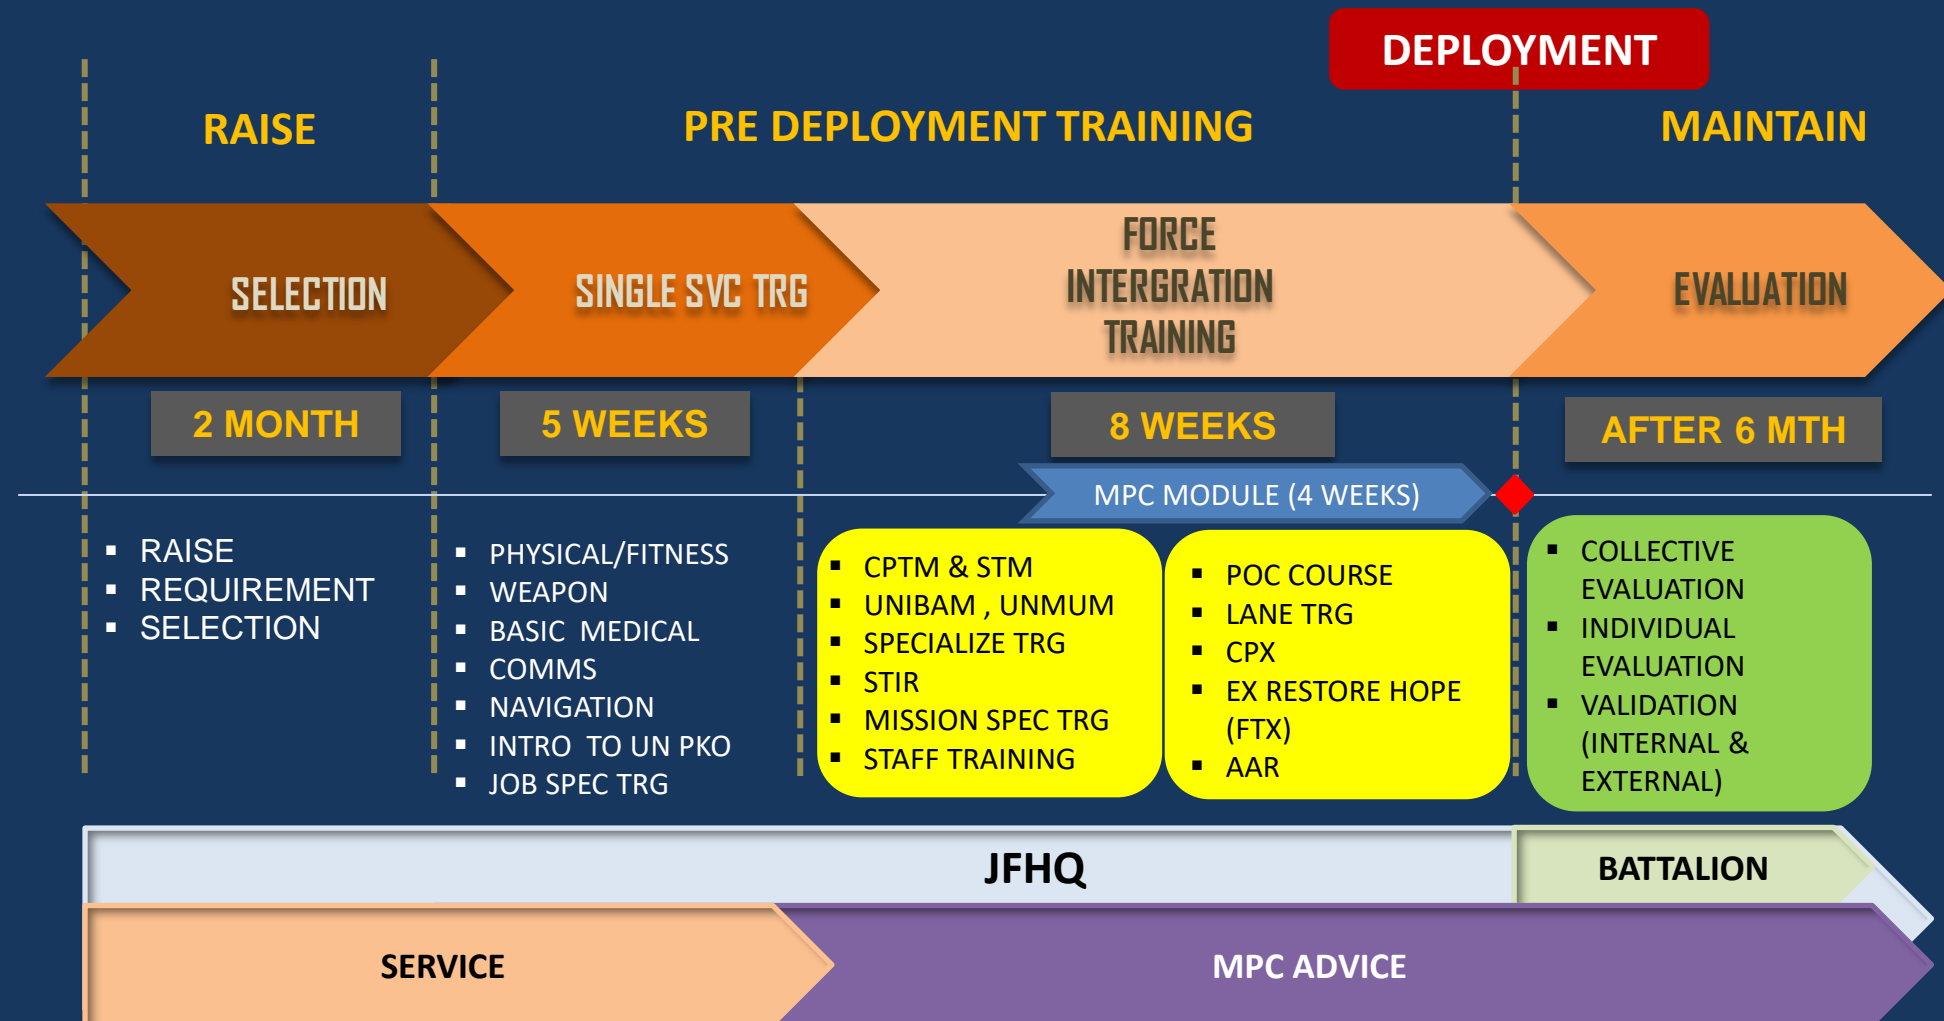 DEPLOYMENT
RAISE
PRE DEPLOYMENT TRAINING
MAINTAIN
SELECTION
SINGLE SVC TRG
FORCE
INTERGRATION
TRAINING
EVALUATION
2 MONTH
5 WEEKS
8 WEEKS
AFTER 6 MTH
MPC MODULE (4 WEEKS)
▪ RAISE
▪ REQUIREMENT
▪ SELECTION
▪ PHYSICAL/FITNESS
▪ WEAPON
▪ BASIC MEDICAL
▪ COMMS
▪ NAVIGATION
▪ INTRO TO UN PKO
▪ JOB SPEC TRG
▪ CPTM & STM
▪ UNIBAM , UNMUM
▪ SPECIALIZE TRG
▪ STIR
▪ MISSION SPEC TRG
▪ STAFF TRAINING
▪ POC COURSE
▪ LANE TRG
▪ CPX
▪ EX RESTORE HOPE
(FTX)
▪ AAR
▪ COLLECTIVE
EVALUATION
▪ INDIVIDUAL
EVALUATION
▪ VALIDATION
(INTERNAL &
EXTERNAL)
JFHQ
BATTALION
SERVICE
MPC ADVICE